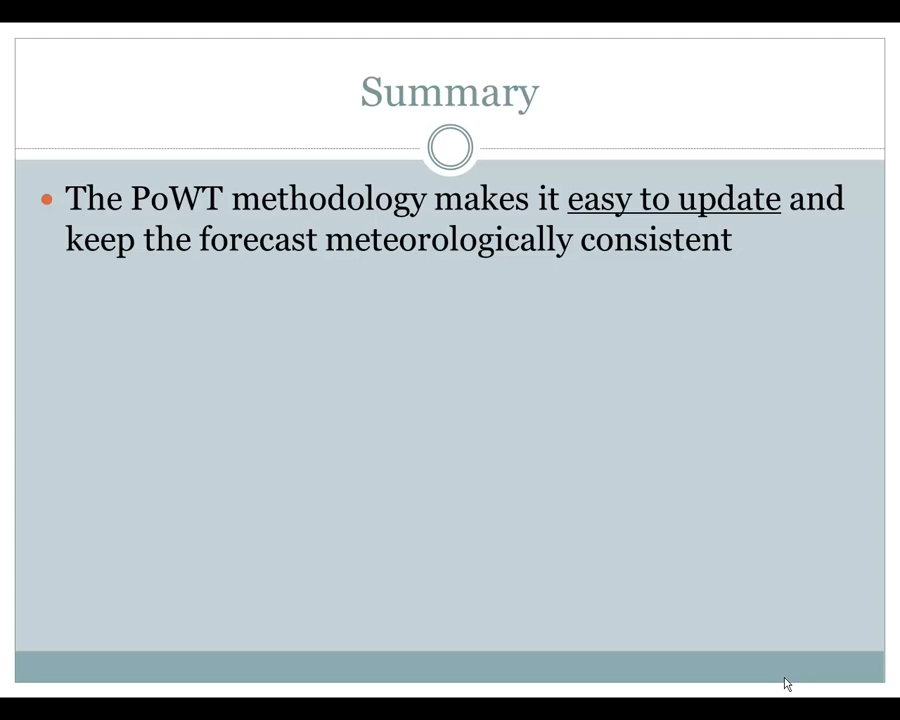 Summary
• The PoWT methodology makes it easy to update and
keep the forecast meteorologically consistent